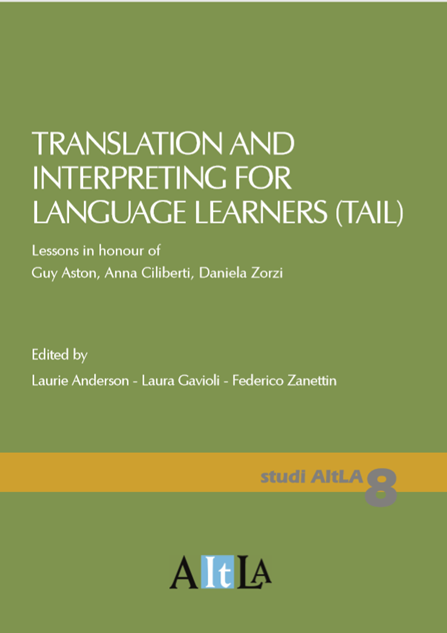 TRANSLATION AND
INTERPRETING FOR
LANGUAGE LEARNERS (TAIL)
Lessons in honour of
Guy Aston, Anna Ciliberti, Daniela Zorzi
Edited by
Laurie Anderson - Laura Gavioli - Federico Zanettin
studi AItLA 8
AItLA